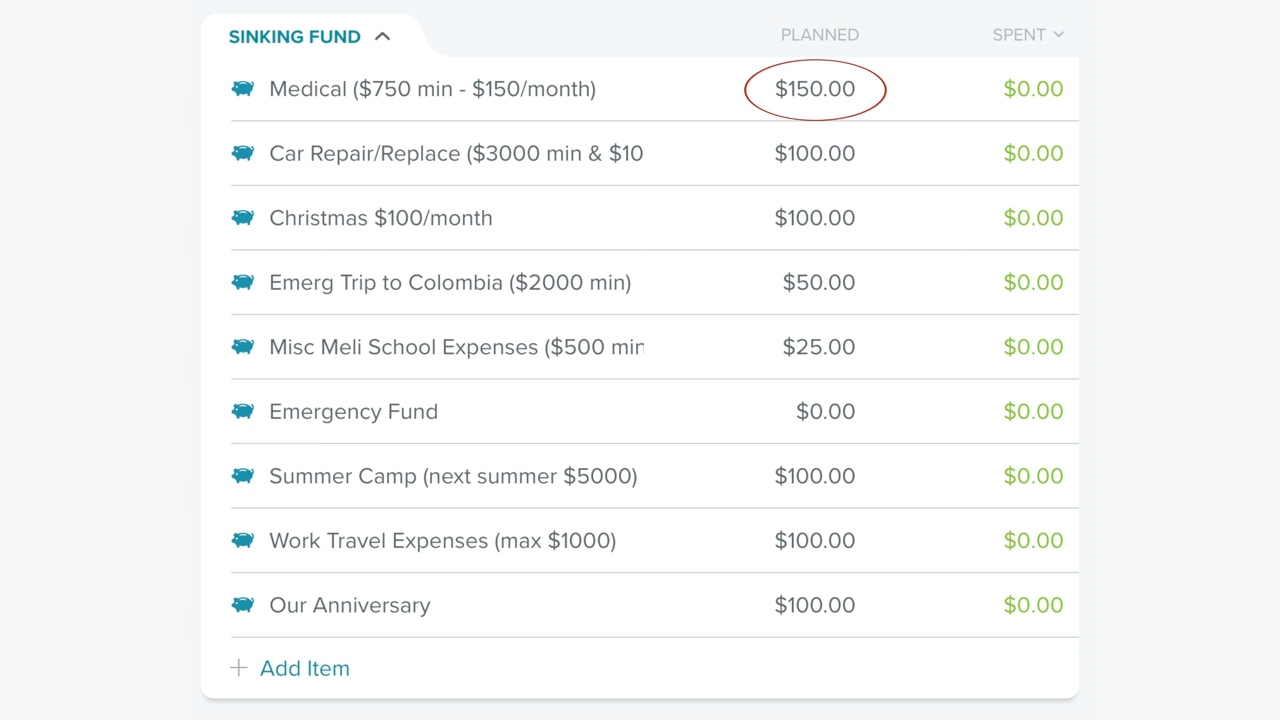 SINKING FUND PLANNED SPENT
Medical ($750 min - $150/month) $150.00 $0.00
Car Repair/Replace ($3000 min & $10 $100.00 $0.00
Christmas $100/month $100.00 $0.00
Emerg Trip to Colombia ($2000 min) $50.00 $0.00
Misc Meli School Expenses ($500 min $25.00 $0.00
Emergency Fund $0.00 $0.00
Summer Camp (next summer $5000) $100.00 $0.00
Work Travel Expenses (max $1000) $100.00 $0.00
Our Anniversary $100.00 $0.00
+ Add Item